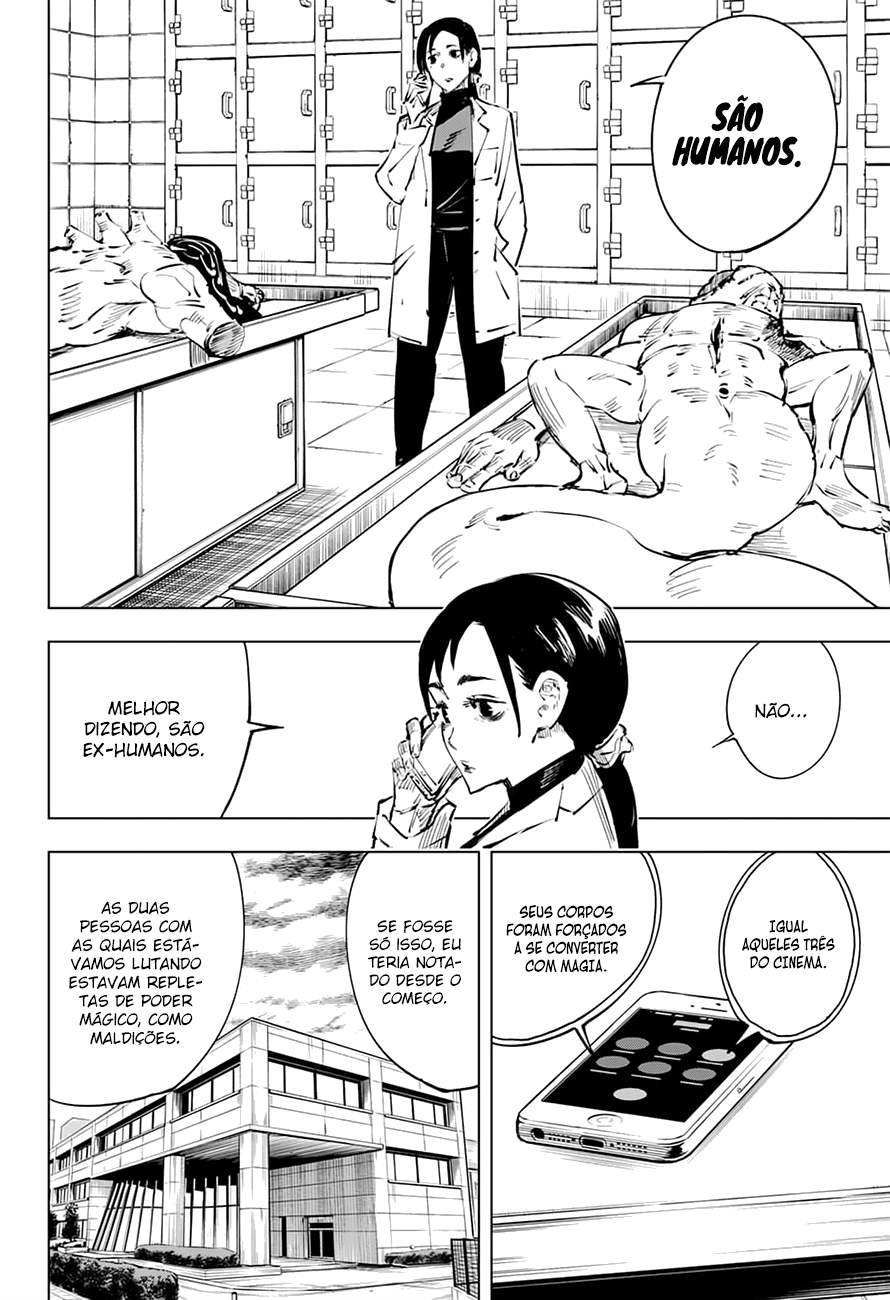 SÃO
HUMANOS.
NÃO...
MELHOR
DIZENDO, SÃO
EX-HUMANOS.
IGUAL
AQUELES TRÊS
DO CINEMA.
SEUS CORPOS
FORAM FORÇADOS
A SE CONVERTER
COM MAGIA.
SE FOSSE
SÓ ISSO, EU
TERIA NOTA-
DO DESDE O
COMEÇO.
AS DUAS
PESSOAS COM
AS QUAIS ESTÁ-
VAMOS LUTANDO
ESTAVAM REPLE-
TAS DE PODER
MÁGICO, COMO
MALDIÇÕES.